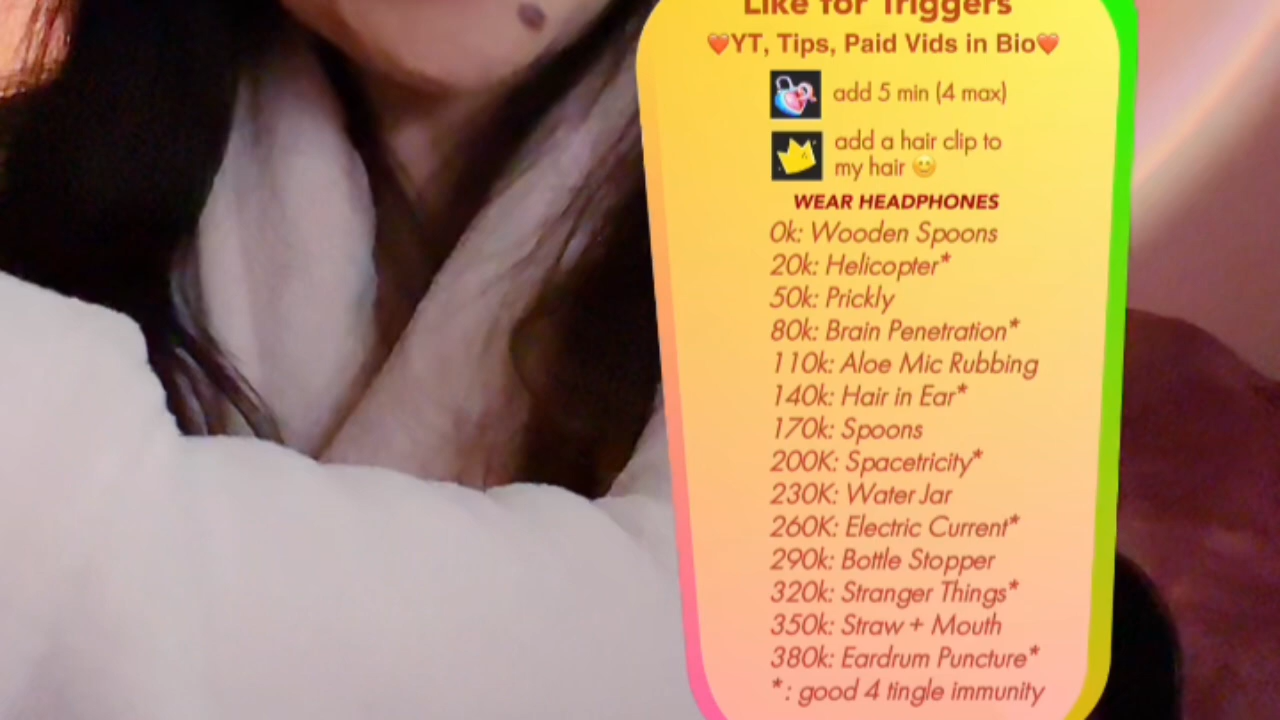 Like for Triggers
❤️YT, Tips, Paid Vids in Bio❤️
add 5 min (4 max)
add a hair clip to
my hair 😊
WEAR HEADPHONES
0k: Wooden Spoons
20k: Helicopter*
50k: Prickly
80k: Brain Penetration*
110k: Aloe Mic Rubbing
140k: Hair in Ear*
170k: Spoons
200K: Spacetricity*
230K: Water Jar
260K: Electric Current*
290k: Bottle Stopper
320k: Stranger Things*
350k: Straw + Mouth
380k: Eardrum Puncture*
*: good 4 tingle immunity